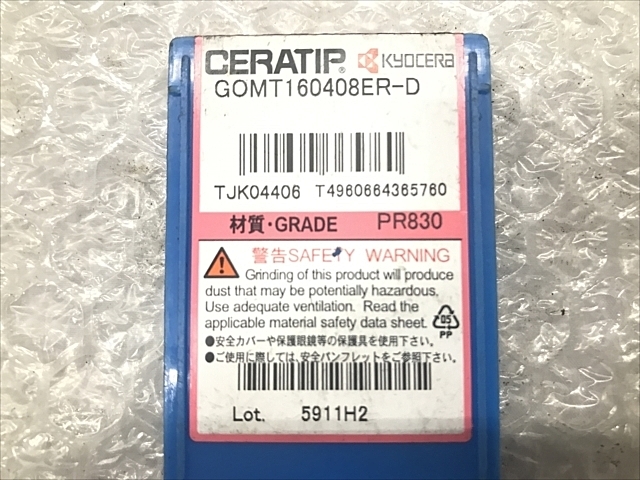 CERATIP® KYOCERA
GOMT160408ER-D
TJK04406 T4960664365760
材質・GRADE PR830
警告SAFETY WARNING
Grinding of this product will produce
dust that may be potentially hazardous.
Use adequate ventilation. Read the
applicable material safety data sheet.
05
PP
●安全カバーや保護眼鏡等の保護具を使用下さい。
●ご使用に際しては、安全パンフレットをご参照下さい。
Lot. 5911H2